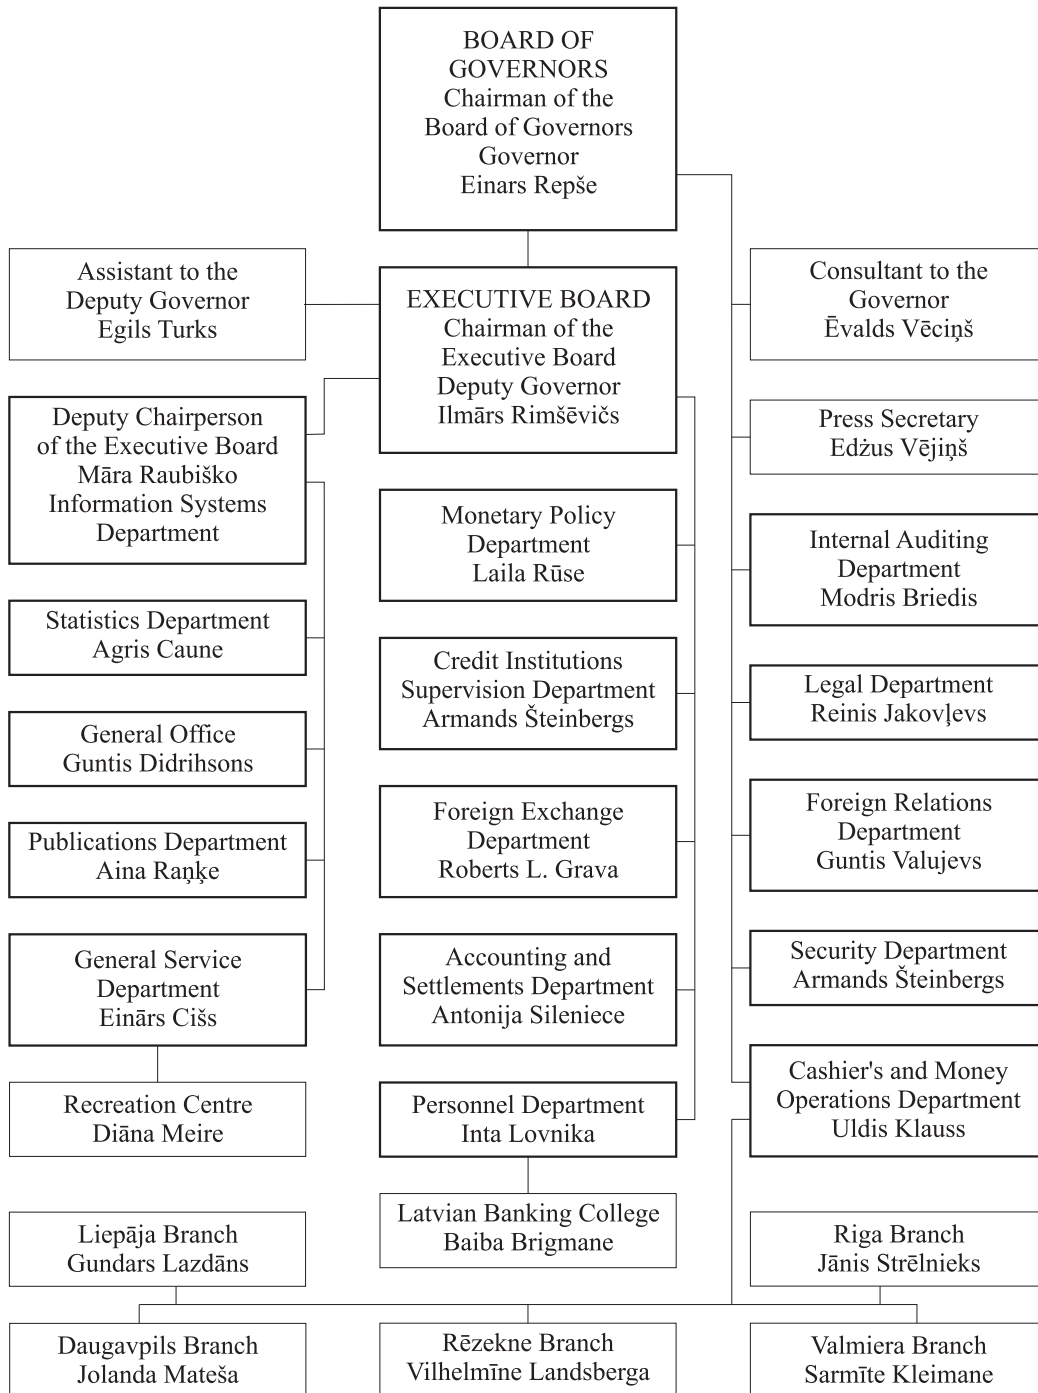 BOARD OF
GOVERNORS
Chairman of the
Board of Governors
Governor
Einars Repše
Assistant to the
Deputy Governor
Egils Turks
EXECUTIVE BOARD
Chairman of the
Executive Board
Deputy Governor
Ilmārs Rimšēvičs
Consultant to the
Governor
Ēvalds Vēciņš
Deputy Chairperson
of the Executive Board
Māra Raubiško
Information Systems
Department
Press Secretary
Edżus Vējiņš
Monetary Policy
Department
Laila Rūse
Internal Auditing
Department
Modris Briedis
Statistics Department
Agris Caune
Credit Institutions
Supervision Department
Armands Šteinbergs
Legal Department
Reinis Jakovļevs
General Office
Guntis Didrihsons
Foreign Exchange
Department
Roberts L. Grava
Foreign Relations
Department
Guntis Valujevs
Publications Department
Aina Raņķe
General Service
Department
Einārs Cišs
Accounting and
Settlements Department
Antonija Sileniece
Security Department
Armands Šteinbergs
Recreation Centre
Diāna Meire
Personnel Department
Inta Lovnika
Cashier's and Money
Operations Department
Uldis Klauss
Latvian Banking College
Baiba Brigmane
Liepāja Branch
Gundars Lazdāns
Riga Branch
Jānis Strēlnieks
Daugavpils Branch
Jolanda Mateša
Rēzekne Branch
Vilhelmīne Landsberga
Valmiera Branch
Sarmīte Kleimane